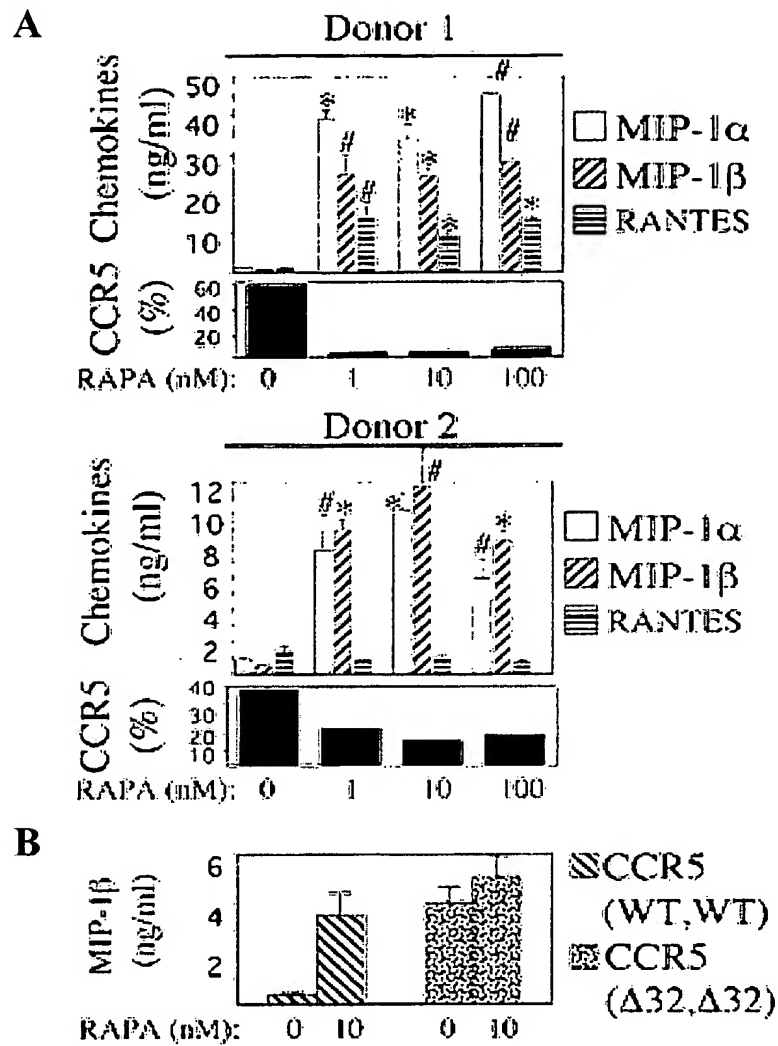 A
Donor 1
Chemokines
(ng/ml)
50
40
30
20
10
* # # * * * # # *
MIP-1α
MIP-1β
RANTES
CCR5
(%)
60
40
20
RAPA (nM): 0 1 10 100
Donor 2
Chemokines
(ng/ml)
12
10
8
6
4
2
# * * # # *
MIP-1α
MIP-1β
RANTES
CCR5
(%)
40
30
20
10
RAPA (nM): 0 1 10 100
B
MIP-1β
(ng/ml)
6
4
2
CCR5
(WT,WT)
CCR5
(Δ32,Δ32)
RAPA (nM): 0 10 0 10